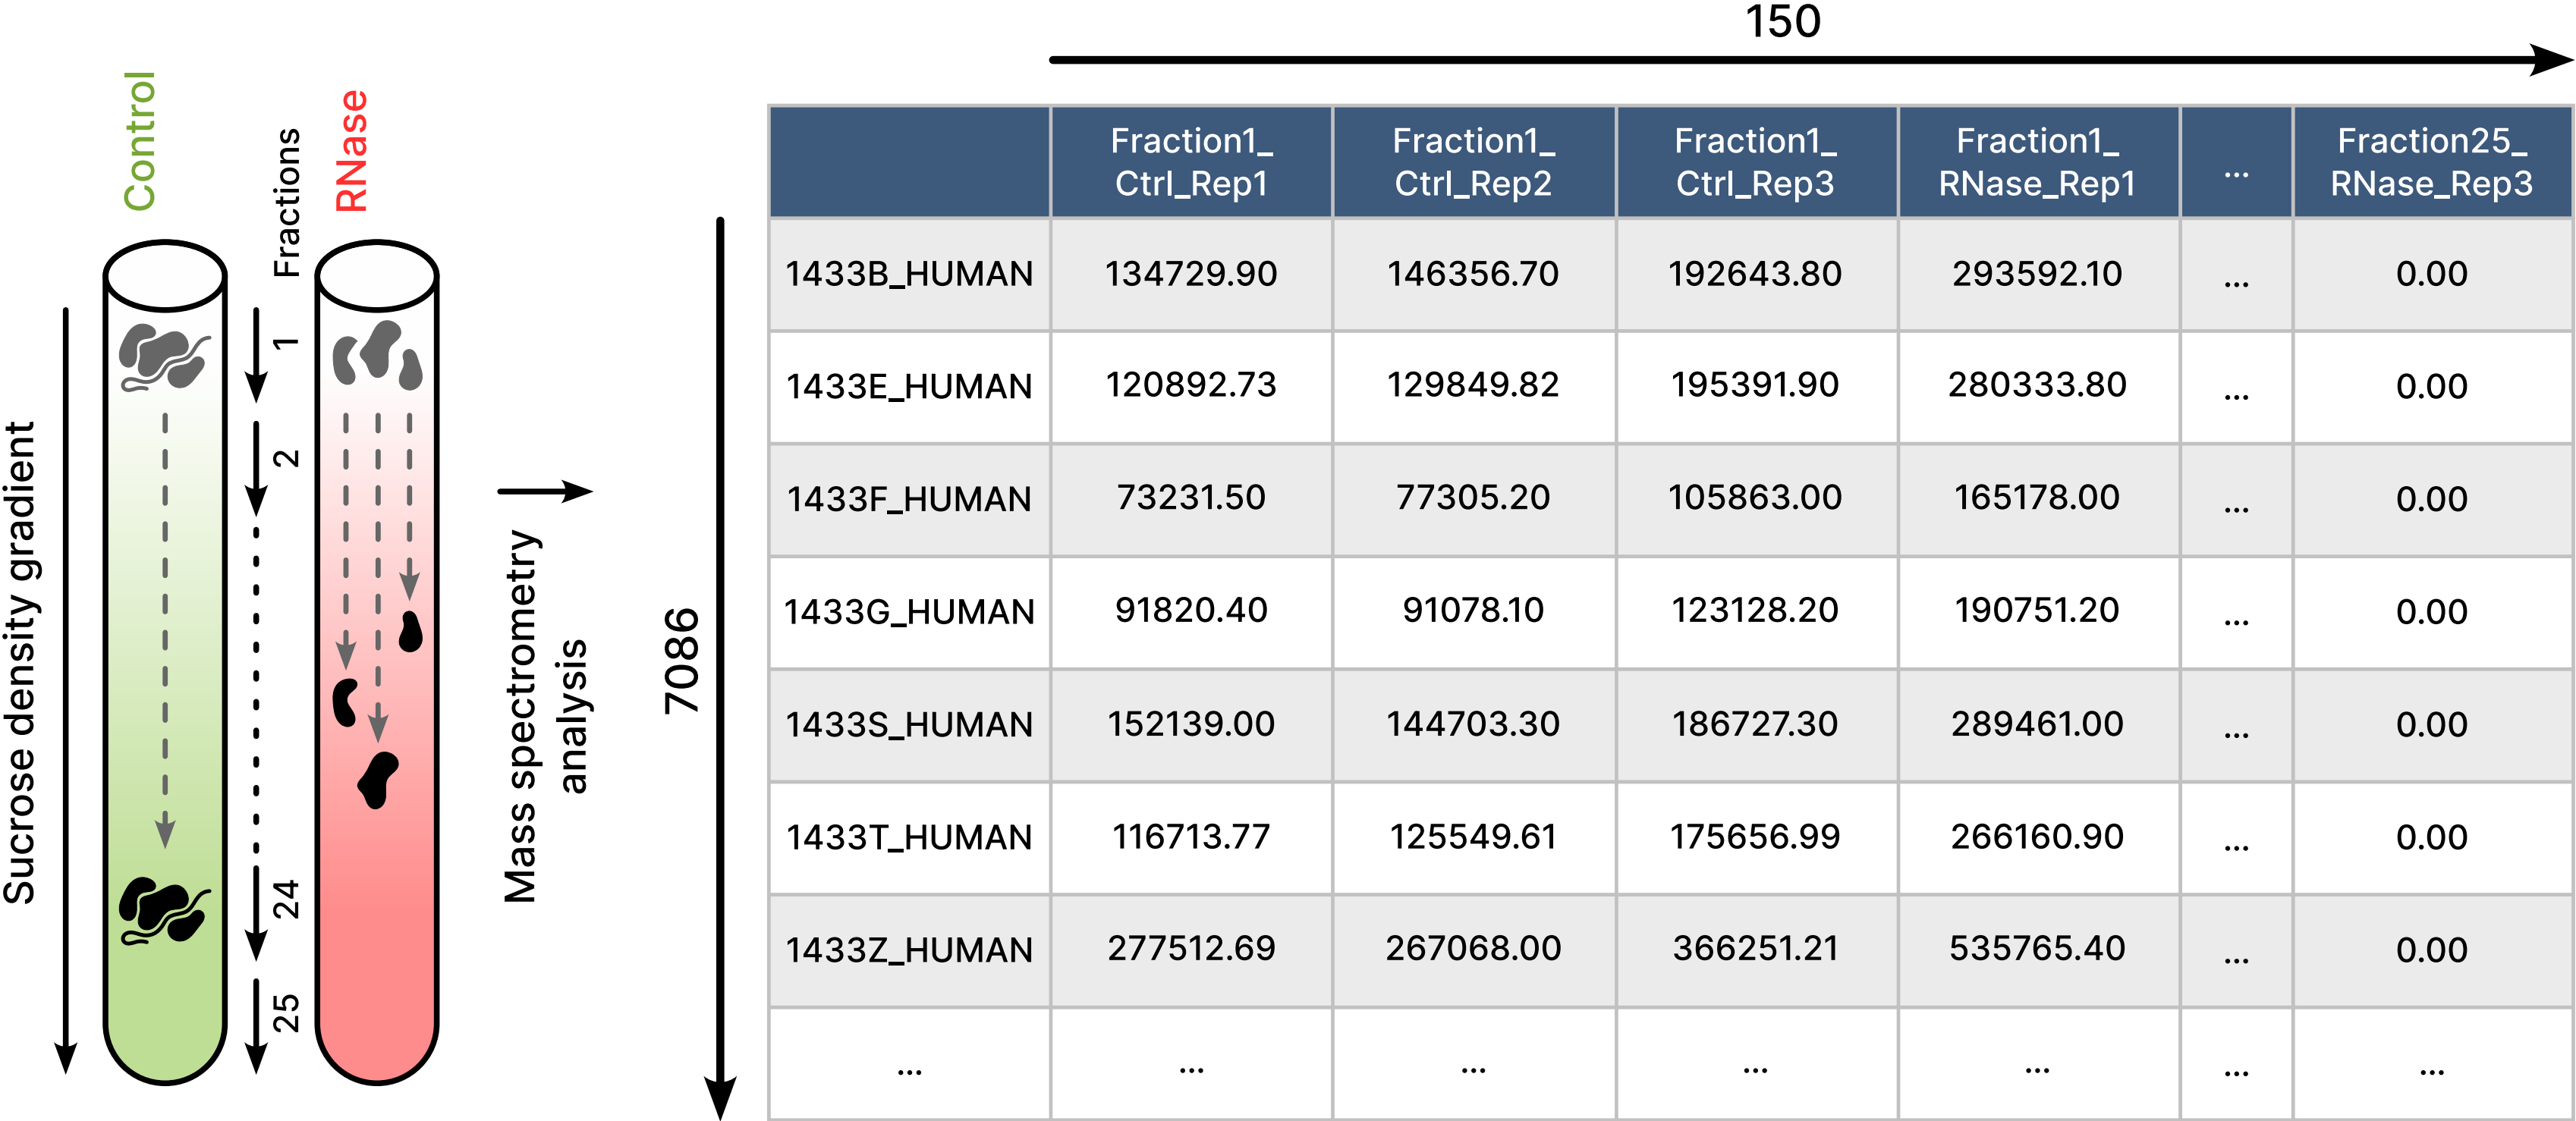 150
Control
RNase
Fractions
1
2
24
25
Sucrose density gradient
Mass spectrometry
analysis
7086
Fraction1_
Ctrl_Rep1
Fraction1_
Ctrl_Rep2
Fraction1_
Ctrl_Rep3
Fraction1_
RNase_Rep1
...
Fraction25_
RNase_Rep3
1433B_HUMAN 134729.90 146356.70 192643.80 293592.10 ... 0.00
1433E_HUMAN 120892.73 129849.82 195391.90 280333.80 ... 0.00
1433F_HUMAN 73231.50 77305.20 105863.00 165178.00 ... 0.00
1433G_HUMAN 91820.40 91078.10 123128.20 190751.20 ... 0.00
1433S_HUMAN 152139.00 144703.30 186727.30 289461.00 ... 0.00
1433T_HUMAN 116713.77 125549.61 175656.99 266160.90 ... 0.00
1433Z_HUMAN 277512.69 267068.00 366251.21 535765.40 ... 0.00
... ... ... ... ... ... ...